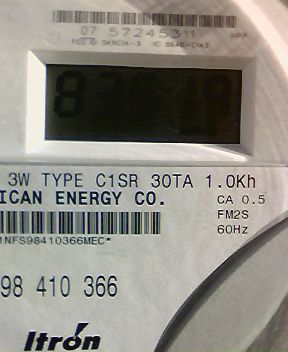 07 57245311
3W TYPE C1SR 30TA 1.0Kh
ICAN ENERGY CO.
CA 0.5
FM2S
60Hz
1NFS98410366MEC*
98 410 366
Itron